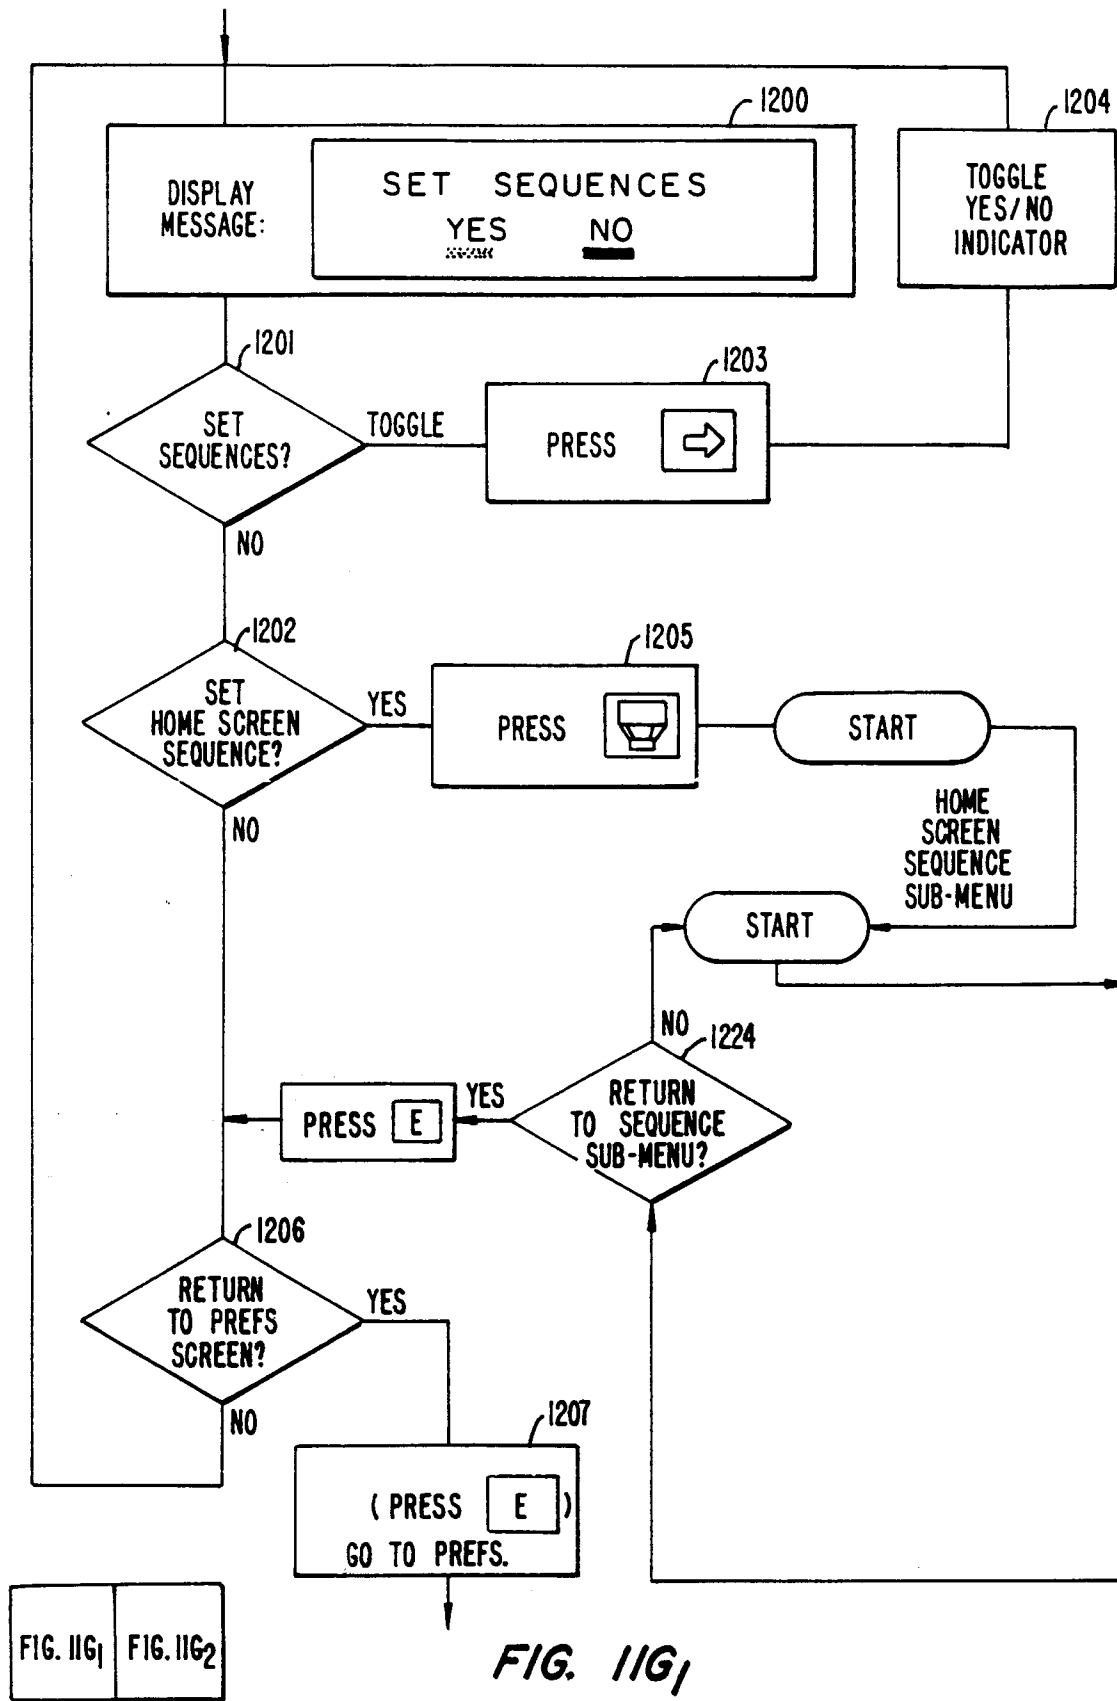 1200
1204
DISPLAY
MESSAGE:
SET SEQUENCES
YES NO
TOGGLE
YES/NO
INDICATOR
1201
SET
SEQUENCES?
TOGGLE
1203
PRESS
NO
1202
SET
HOME SCREEN
SEQUENCE?
YES
1205
PRESS
START
NO
HOME
SCREEN
SEQUENCE
SUB-MENU
START
NO
1224
RETURN
TO SEQUENCE
SUB-MENU?
YES
PRESS E
1206
RETURN
TO PREFS
SCREEN?
YES
NO
1207
(PRESS E)
GO TO PREFS.
FIG. 11G1 FIG. 11G2
FIG. 11G1